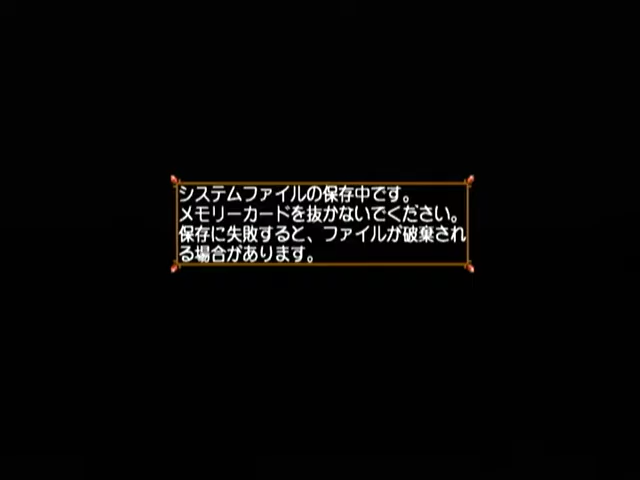 システムファイルの保存中です。
メモリーカードを抜かないでください。
保存に失敗すると、ファイルが破棄され
る場合があります。